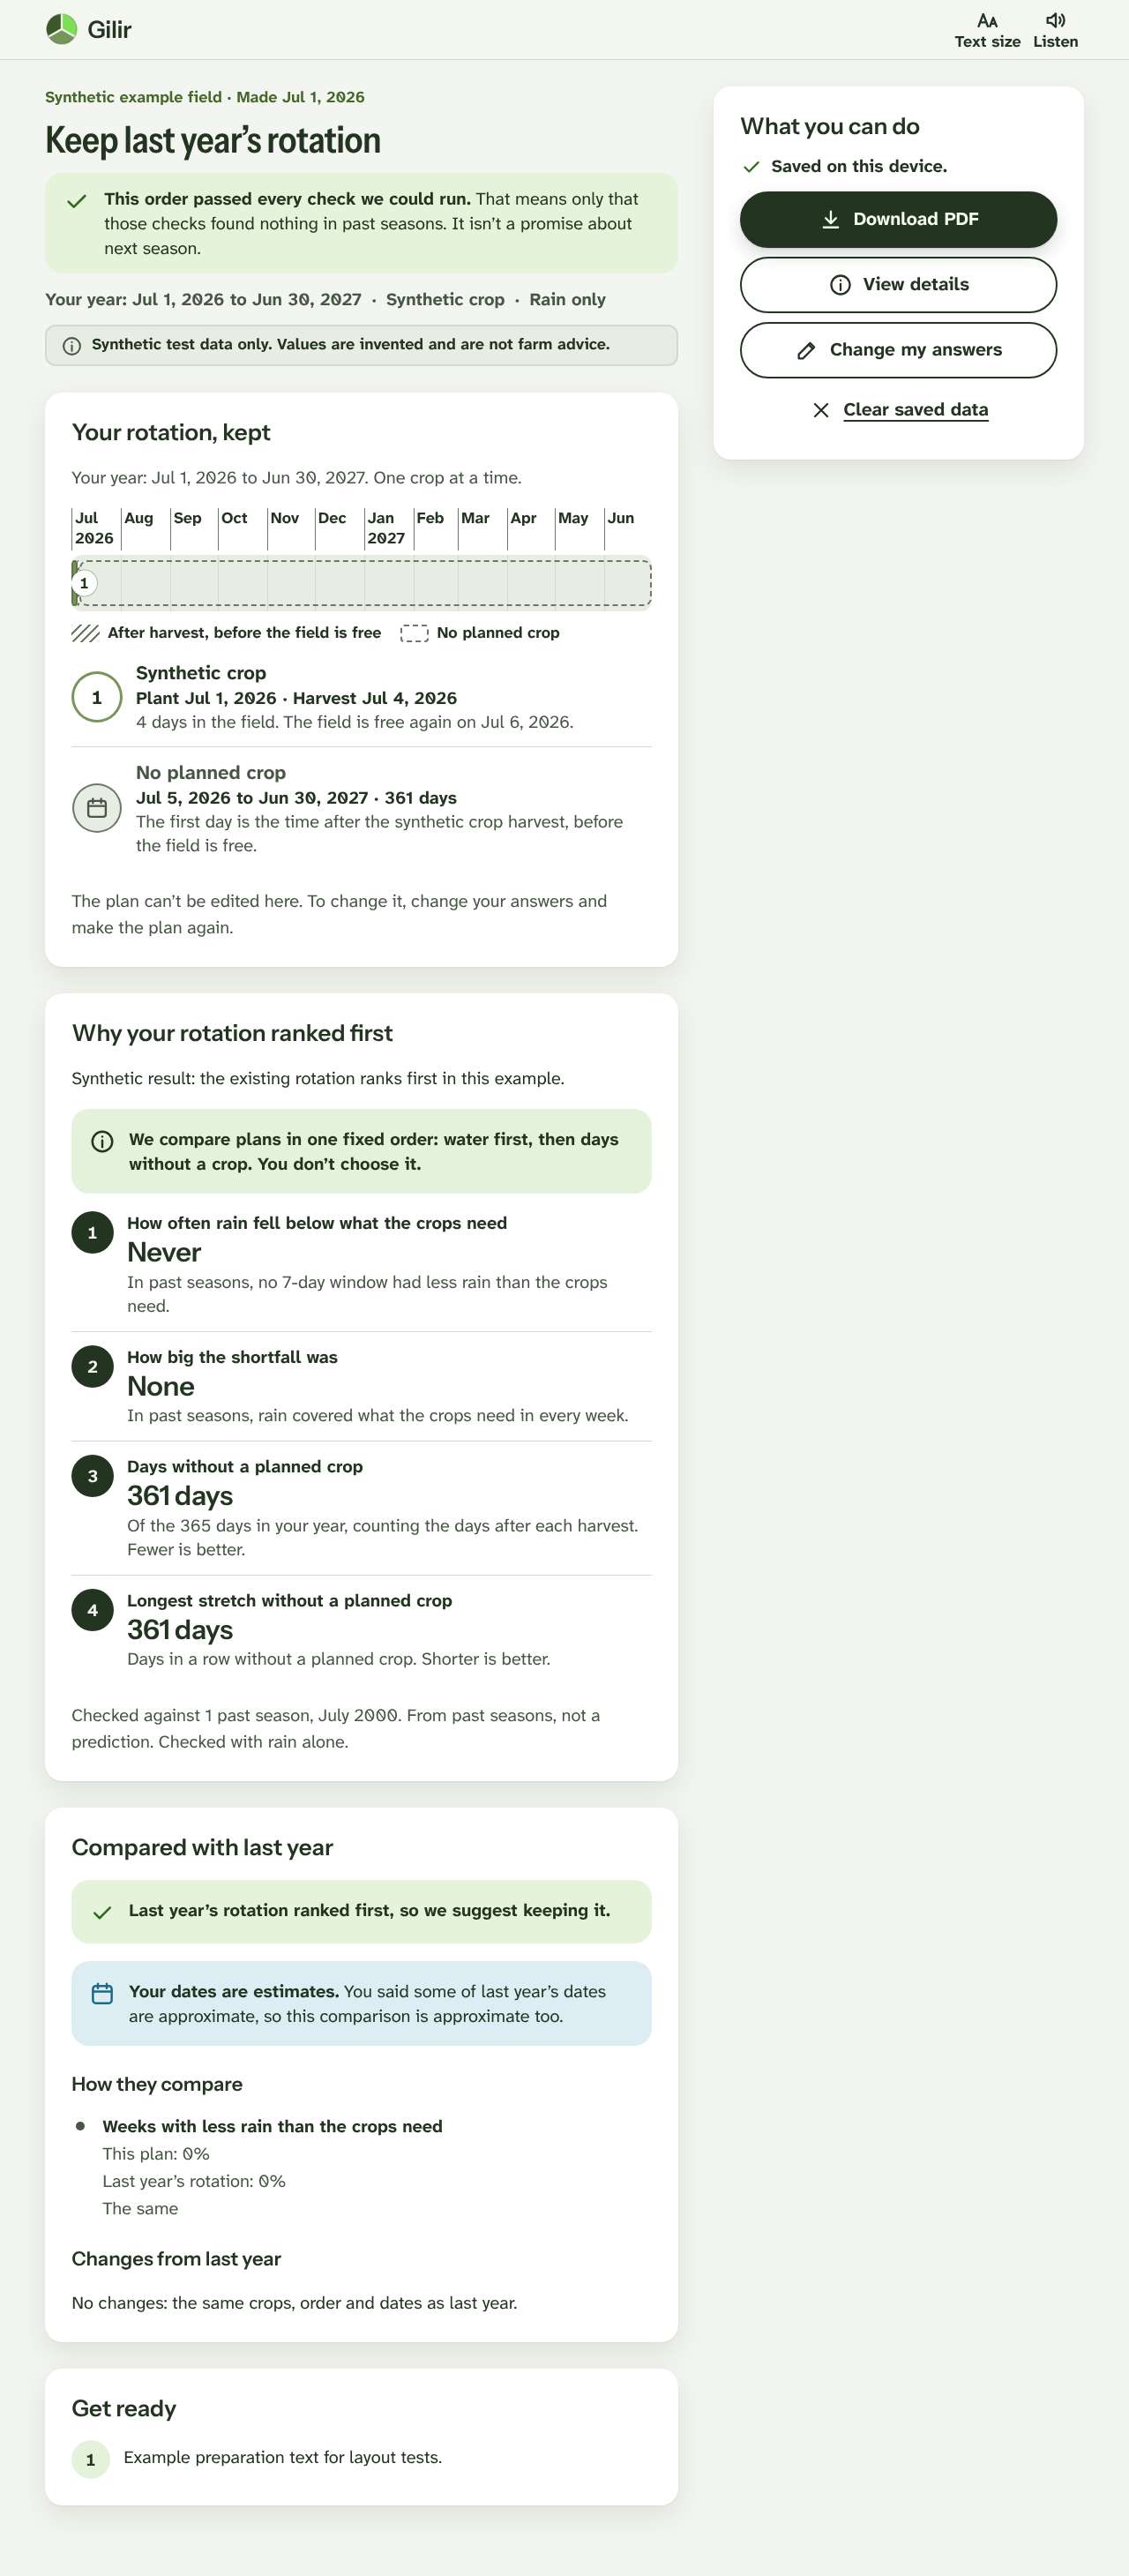 Gilir
Text size
Listen
Synthetic example field · Made Jul 1, 2026
Keep last year’s rotation
This order passed every check we could run. That means only that
those checks found nothing in past seasons. It isn’t a promise about
next season.
Your year: Jul 1, 2026 to Jun 30, 2027 · Synthetic crop · Rain only
Synthetic test data only. Values are invented and are not farm advice.
What you can do
Saved on this device.
Download PDF
View details
Change my answers
Clear saved data
Your rotation, kept
Your year: Jul 1, 2026 to Jun 30, 2027. One crop at a time.
Jul Aug Sep Oct Nov Dec Jan Feb Mar Apr May Jun
2026 2027
1
After harvest, before the field is free No planned crop
1
Synthetic crop
Plant Jul 1, 2026 · Harvest Jul 4, 2026
4 days in the field. The field is free again on Jul 6, 2026.
No planned crop
Jul 5, 2026 to Jun 30, 2027 · 361 days
The first day is the time after the synthetic crop harvest, before
the field is free.
The plan can’t be edited here. To change it, change your answers and
make the plan again.
Why your rotation ranked first
Synthetic result: the existing rotation ranks first in this example.
We compare plans in one fixed order: water first, then days
without a crop. You don’t choose it.
1
How often rain fell below what the crops need
Never
In past seasons, no 7-day window had less rain than the crops
need.
2
How big the shortfall was
None
In past seasons, rain covered what the crops need in every week.
3
Days without a planned crop
361 days
Of the 365 days in your year, counting the days after each harvest.
Fewer is better.
4
Longest stretch without a planned crop
361 days
Days in a row without a planned crop. Shorter is better.
Checked against 1 past season, July 2000. From past seasons, not a
prediction. Checked with rain alone.
Compared with last year
Last year’s rotation ranked first, so we suggest keeping it.
Your dates are estimates. You said some of last year’s dates
are approximate, so this comparison is approximate too.
How they compare
Weeks with less rain than the crops need
This plan: 0%
Last year’s rotation: 0%
The same
Changes from last year
No changes: the same crops, order and dates as last year.
Get ready
1
Example preparation text for layout tests.